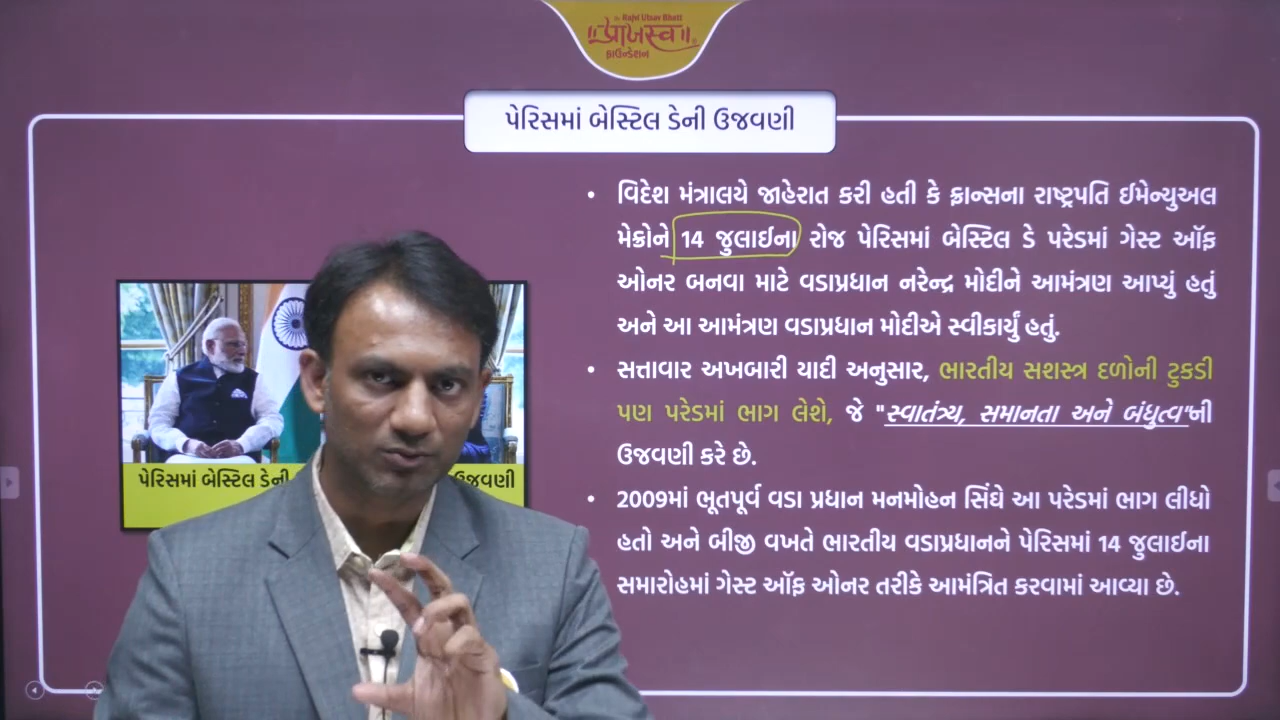 Dr. Rajvi Utsav Bhatt
॥ પ્રાજસ્વ ॥
ફાઉન્ડેશન
પેરિસમાં બેસ્ટિલ ડેની ઉજવણી
• વિદેશ મંત્રાલયે જાહેરાત કરી હતી કે ફ્રાન્સના રાષ્ટ્રપતિ ઈમેન્યુઅલ
મેક્રોને 14 જુલાઈના રોજ પેરિસમાં બેસ્ટિલ ડે પરેડમાં ગેસ્ટ ઑફ
ઓનર બનવા માટે વડાપ્રધાન નરેન્દ્ર મોદીને આમંત્રણ આપ્યું હતું
અને આ આમંત્રણ વડાપ્રધાન મોદીએ સ્વીકાર્યું હતું.
• સત્તાવાર અખબારી યાદી અનુસાર, ભારતીય સશસ્ત્ર દળોની ટુકડી
પણ પરેડમાં ભાગ લેશે, જે "સ્વાતંત્ર્ય, સમાનતા અને બંધુત્વ"ની
ઉજવણી કરે છે.
• 2009માં ભૂતપૂર્વ વડા પ્રધાન મનમોહન સિંઘે આ પરેડમાં ભાગ લીધો
હતો અને બીજી વખતે ભારતીય વડાપ્રધાનને પેરિસમાં 14 જુલાઈના
સમારોહમાં ગેસ્ટ ઑફ ઓનર તરીકે આમંત્રિત કરવામાં આવ્યા છે.
પેરિસમાં બેસ્ટિલ ડેની ઉજવણી